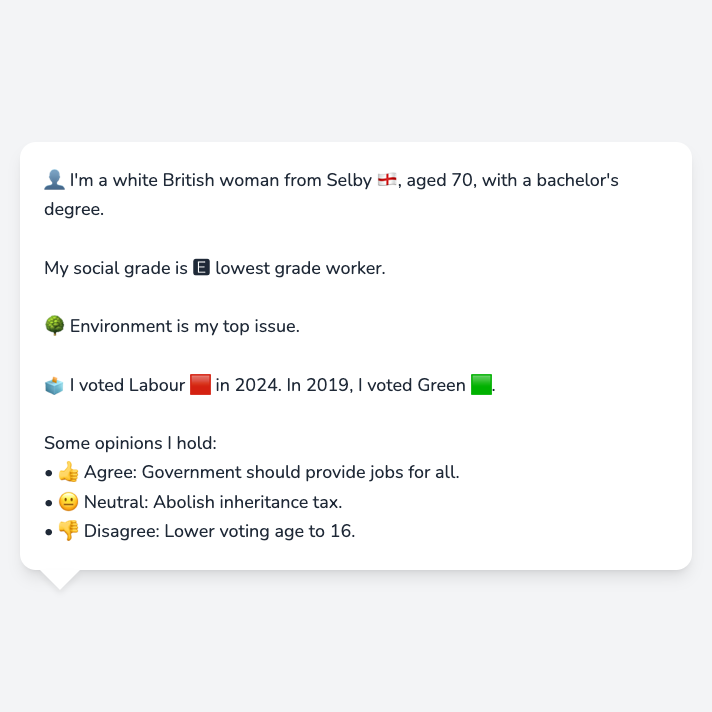 👤 I'm a white British woman from Selby 🏴󠁧󠁢󠁥󠁮󠁧󠁿, aged 70, with a bachelor's
degree.
My social grade is 🅴 lowest grade worker.
🌳 Environment is my top issue.
🗳️ I voted Labour 🟥 in 2024. In 2019, I voted Green 🟩.
Some opinions I hold:
• 👍 Agree: Government should provide jobs for all.
• 😐 Neutral: Abolish inheritance tax.
• 👎 Disagree: Lower voting age to 16.